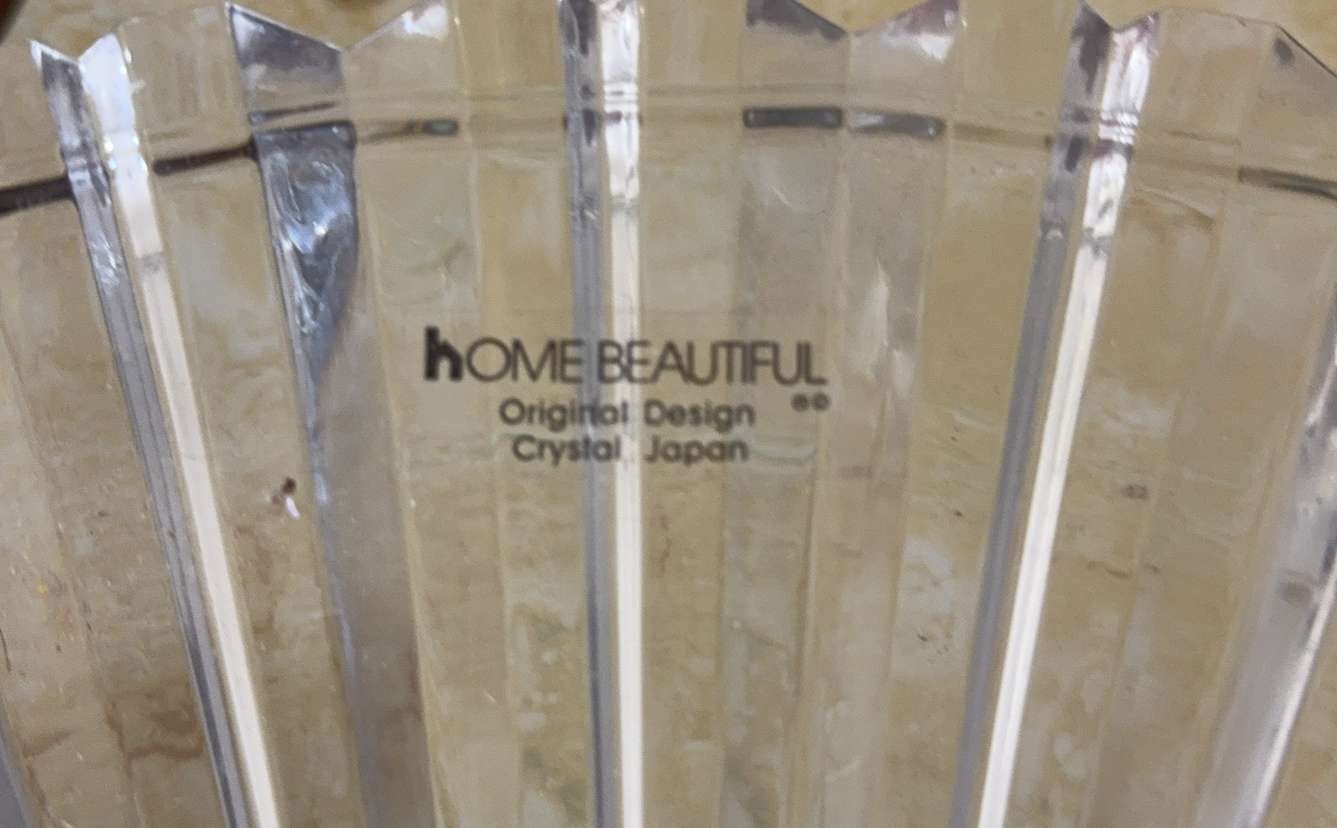 hOME BEAUTIFUL
Original Design
Crystal Japan